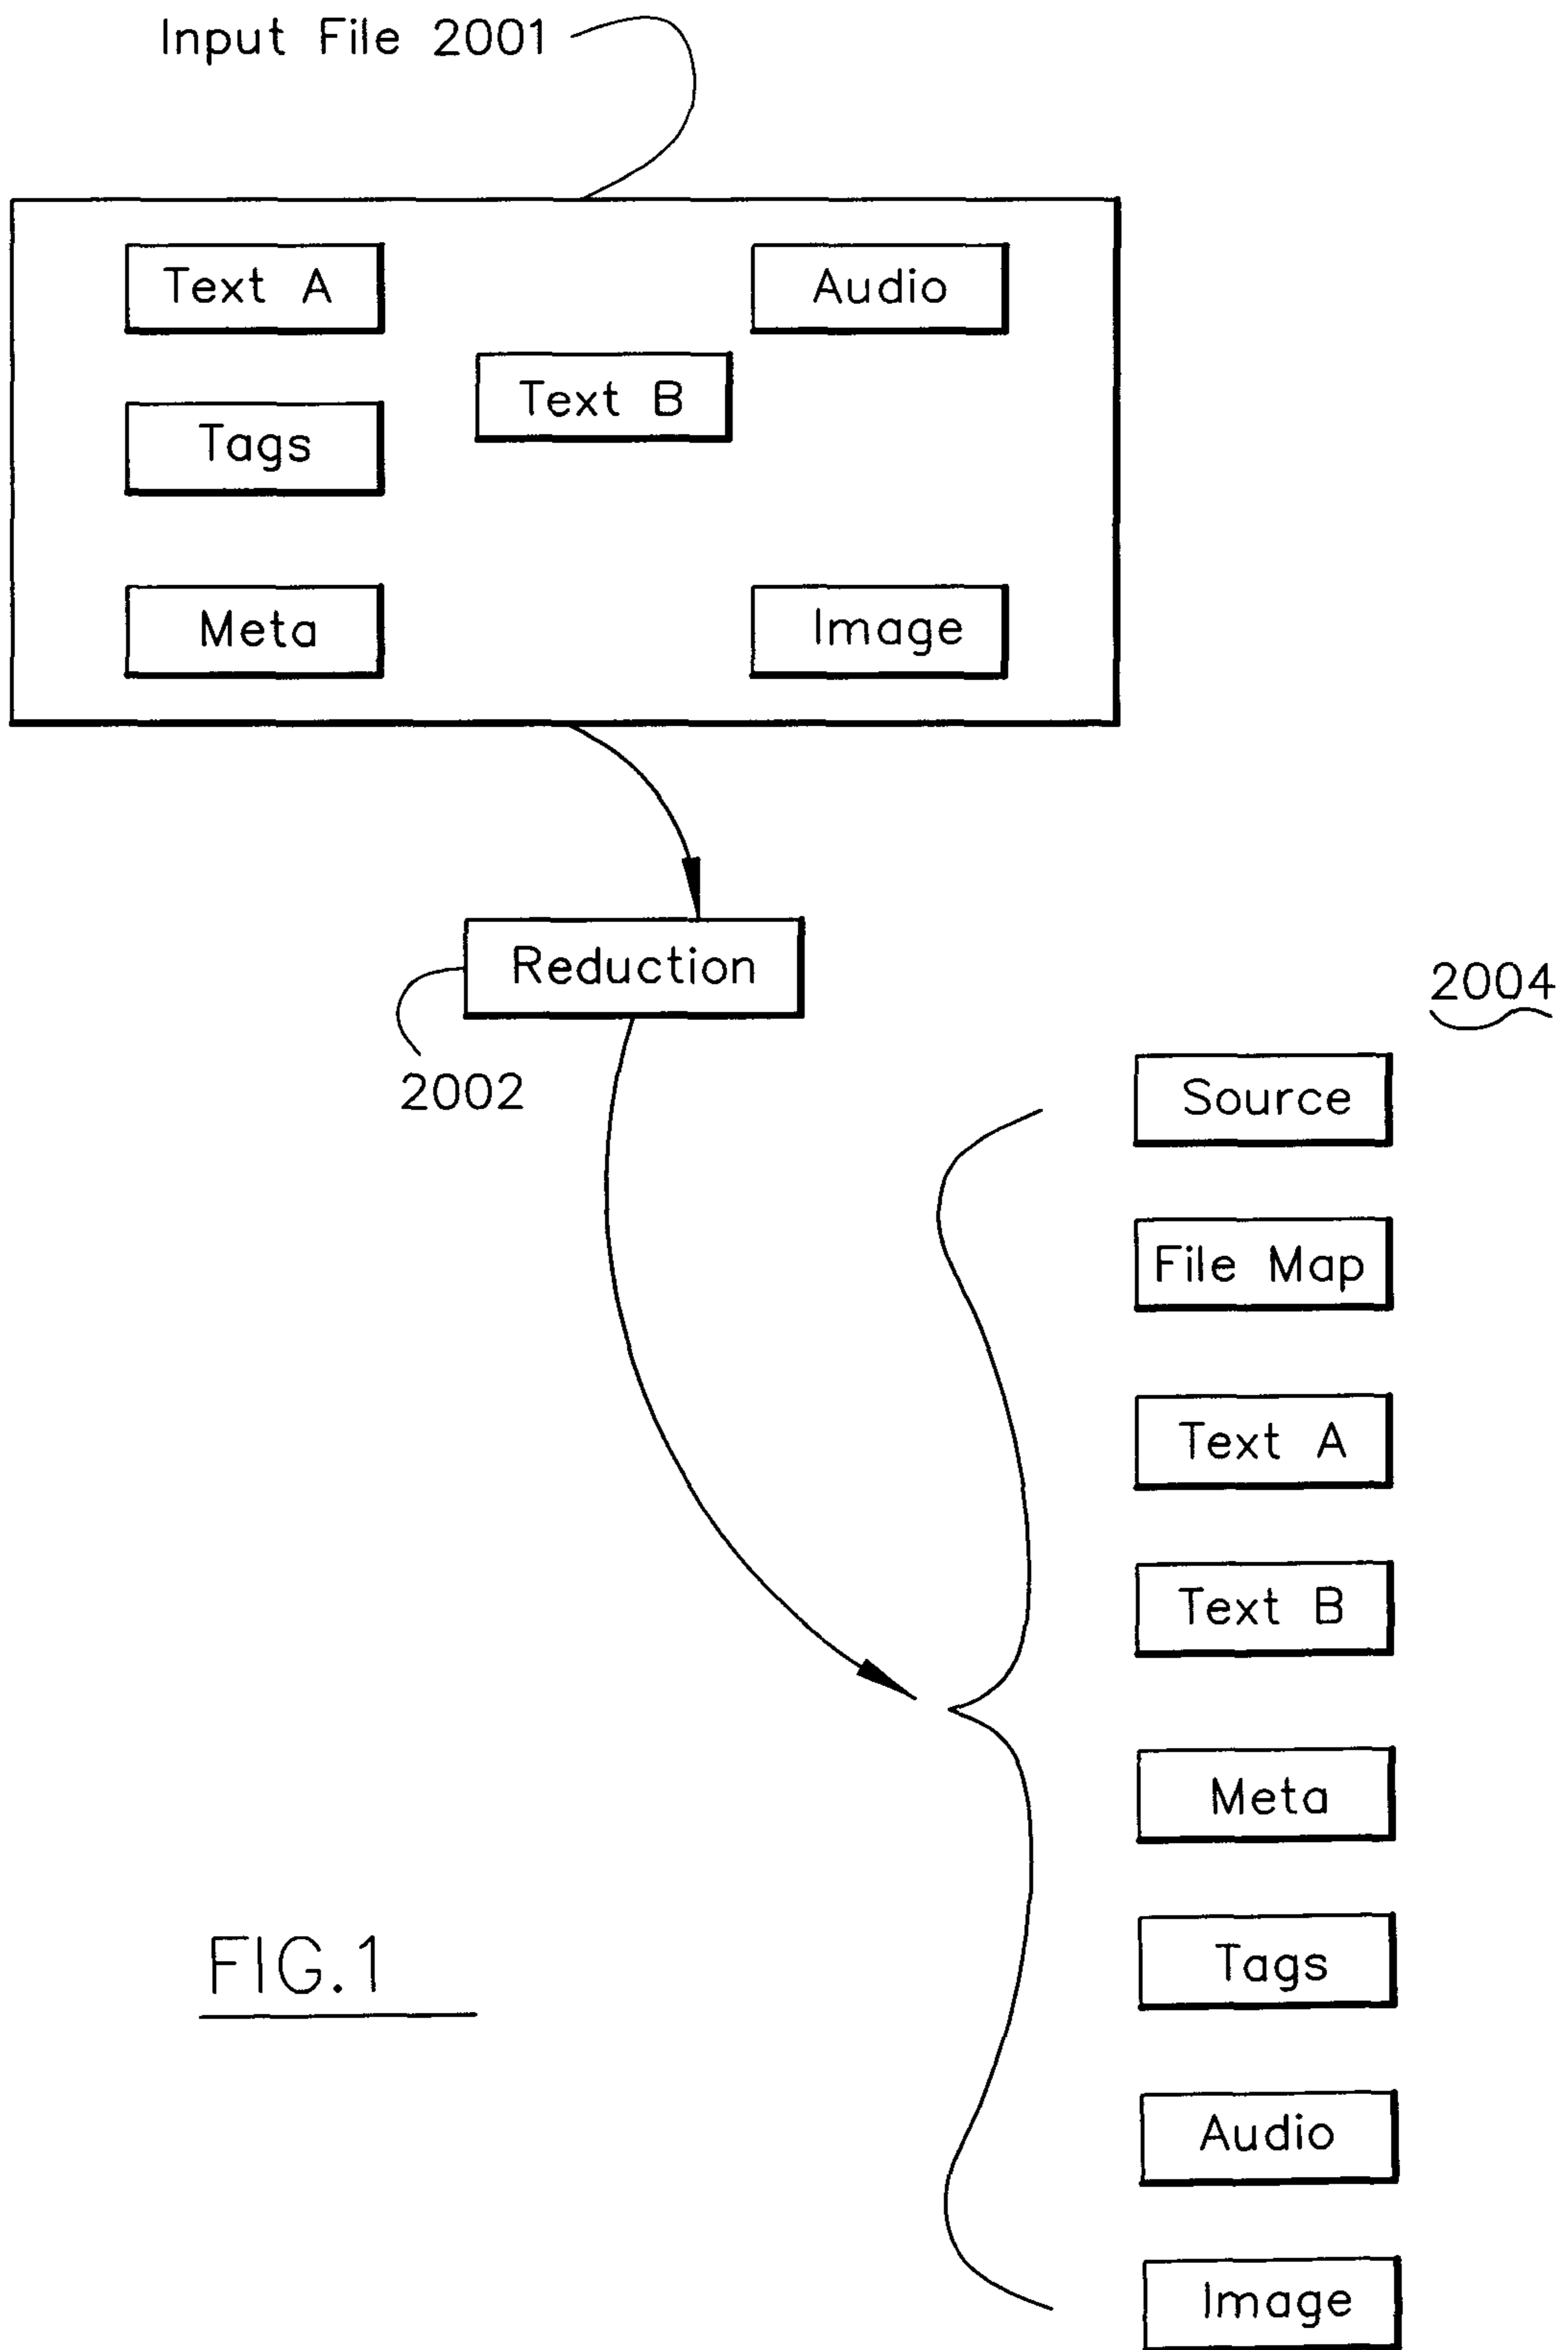 Input File 2001
Text A
Audio
Text B
Tags
Meta
Image
Reduction
2002
2004
Source
File Map
Text A
Text B
Meta
Tags
Audio
Image
FIG.1